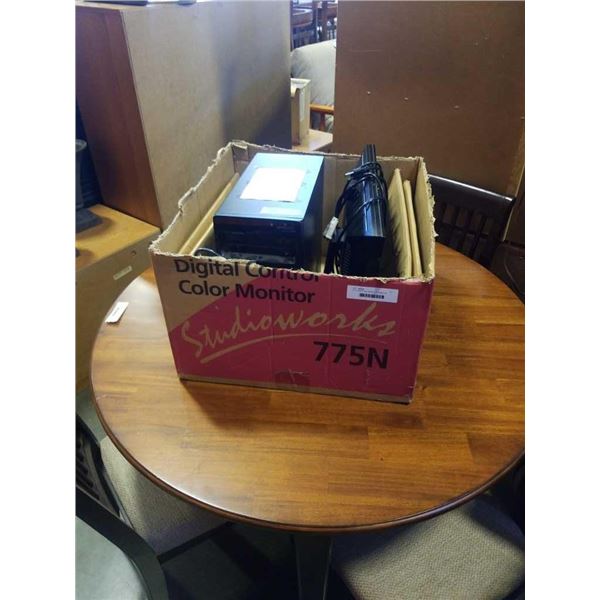 Digital Control
Color Monitor
Studioworks
775N